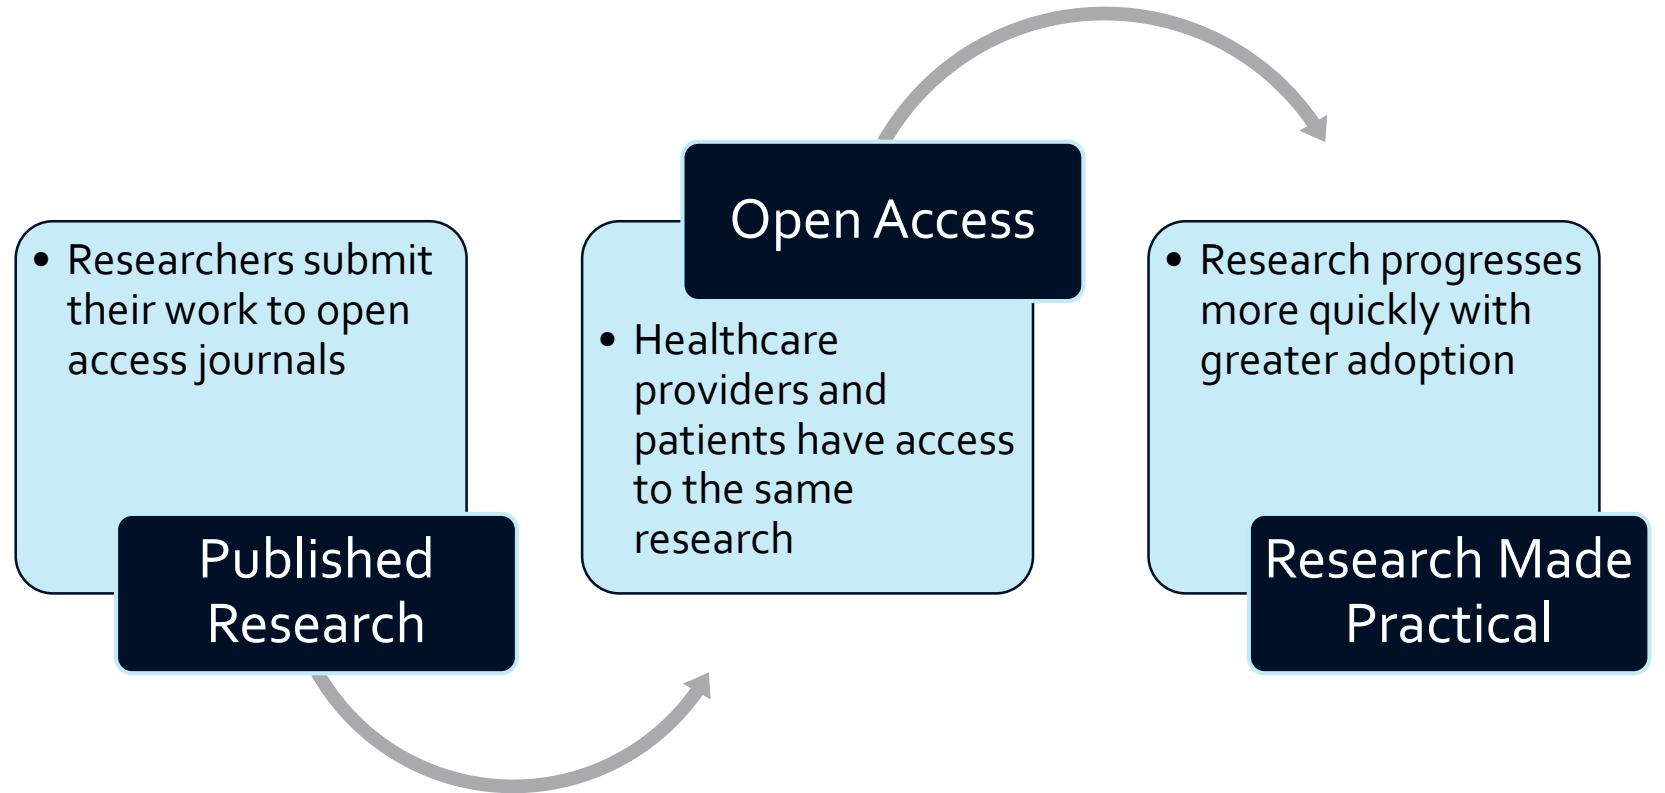 • Researchers submit
their work to open
access journals
Published
Research
Open Access
• Healthcare
providers and
patients have access
to the same
research
• Research progresses
more quickly with
greater adoption
Research Made
Practical